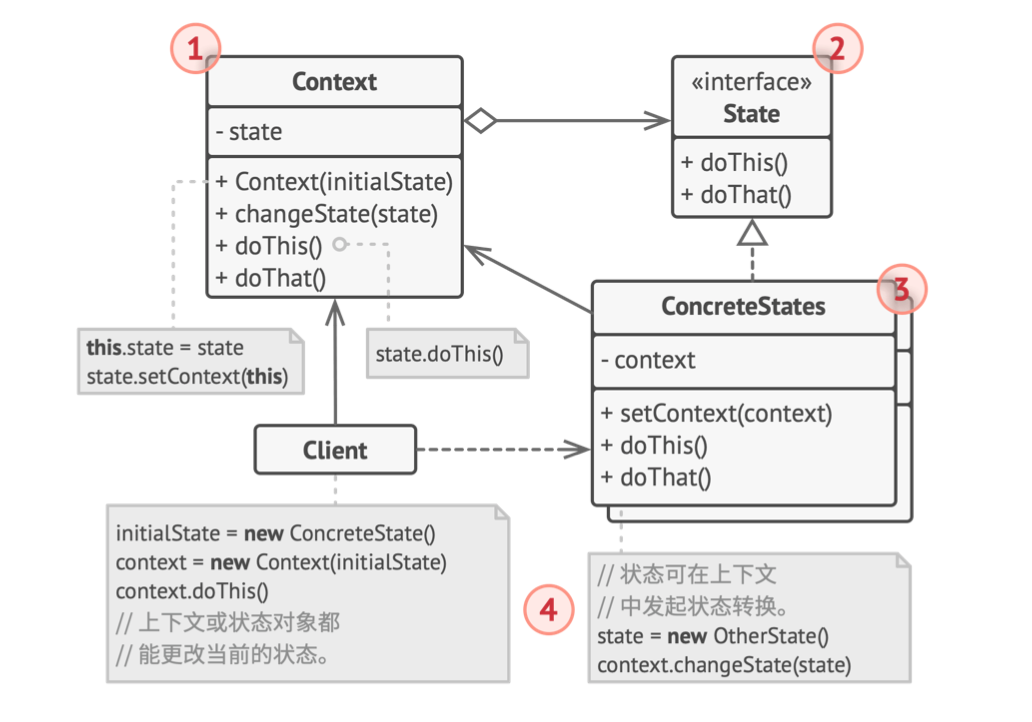 1
Context
- state
+ Context(initialState)
+ changeState(state)
+ doThis()
+ doThat()
2
«interface»
State
+ doThis()
+ doThat()
this.state = state
state.setContext(this)
state.doThis()
3
ConcreteStates
- context
+ setContext(context)
+ doThis()
+ doThat()
Client
initialState = new ConcreteState()
context = new Context(initialState)
context.doThis()
// 上下文或状态对象都
// 能更改当前的状态。
4
// 状态可在上下文
// 中发起状态转换。
state = new OtherState()
context.changeState(state)